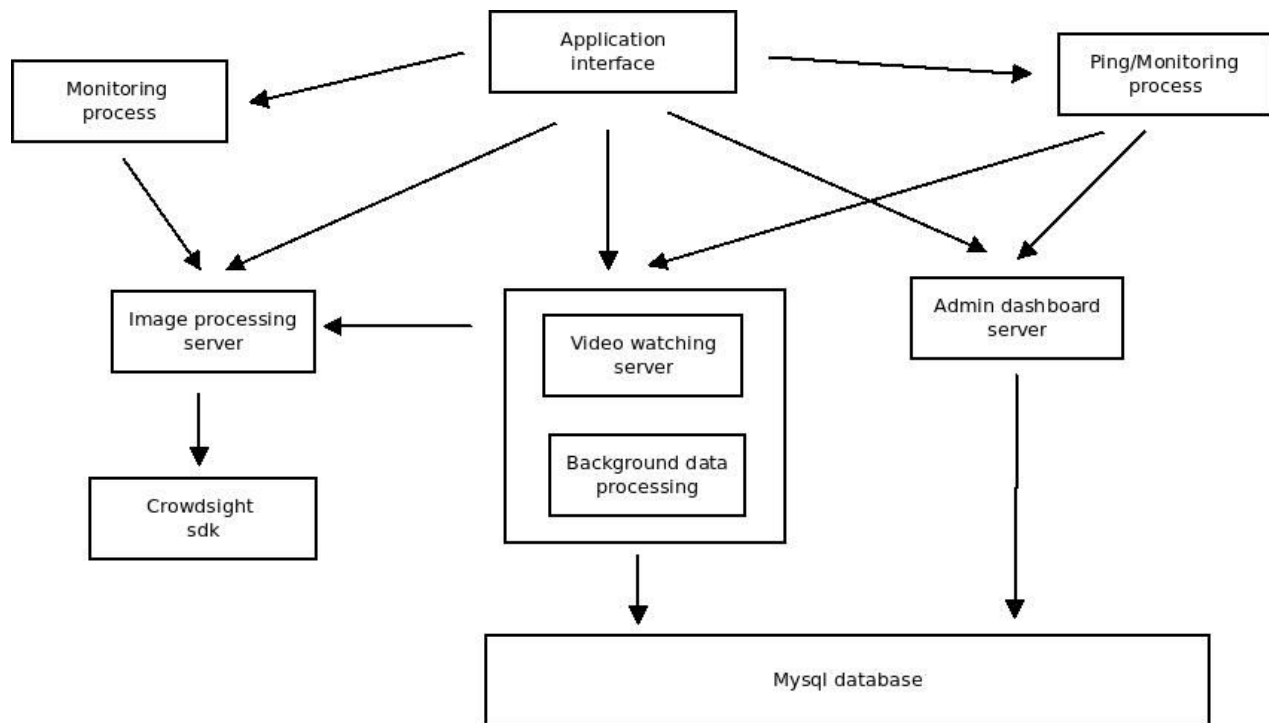 Application
interface
Monitoring
process
Ping/Monitoring
process
Image processing
server
Video watching
server
Admin dashboard
server
Background data
processing
Crowdsight
sdk
Mysql database